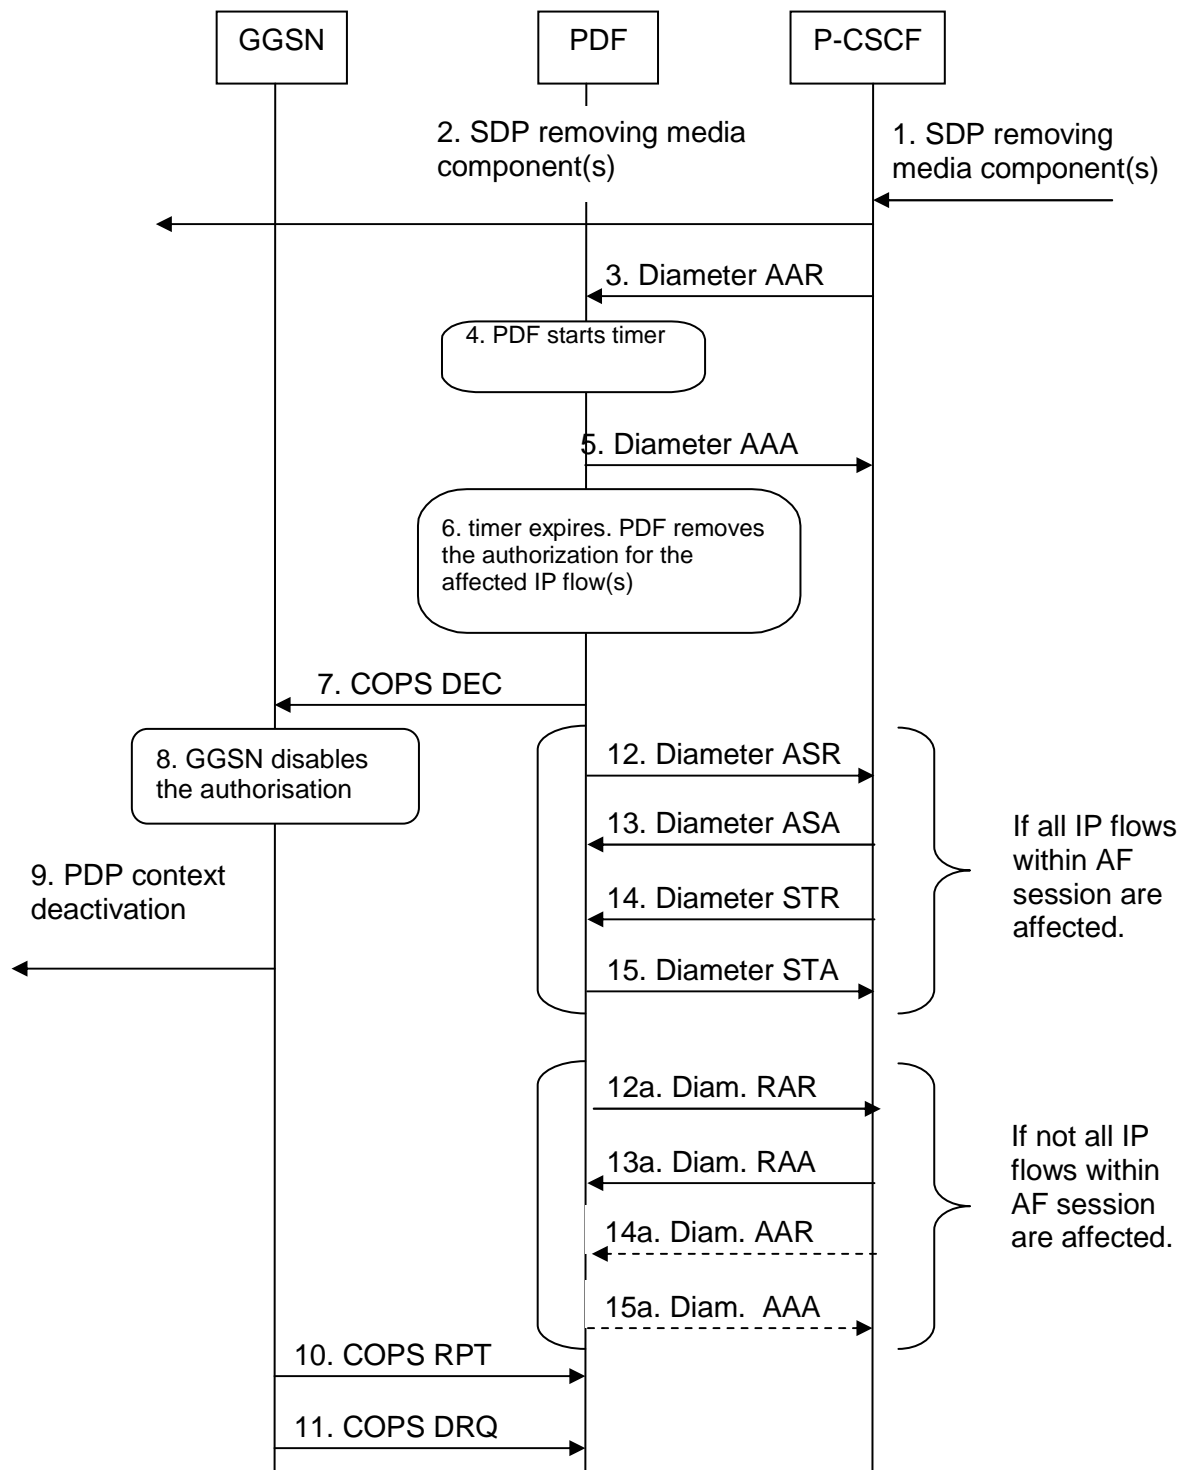 GGSN
PDF
P-CSCF
2. SDP removing media
component(s)
1. SDP removing
media component(s)
3. Diameter AAR
4. PDF starts timer
5. Diameter AAA
6. timer expires. PDF removes
the authorization for the
affected IP flow(s)
7. COPS DEC
8. GGSN disables
the authorisation
12. Diameter ASR
13. Diameter ASA
If all IP flows
within AF
session are
affected.
9. PDP context
deactivation
14. Diameter STR
15. Diameter STA
12a. Diam. RAR
13a. Diam. RAA
If not all IP
flows within
AF session
are affected.
14a. Diam. AAR
15a. Diam.  AAA
10. COPS RPT
11. COPS DRQ